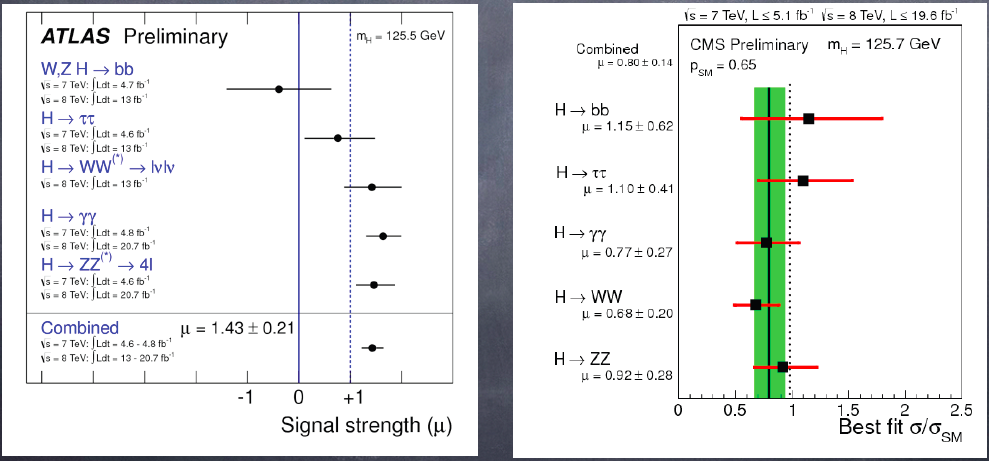 ATLAS Preliminary
m_H = 125.5 GeV
W,Z H → bb
√s = 7 TeV: ∫Ldt = 4.7 fb⁻¹
√s = 8 TeV: ∫Ldt = 13 fb⁻¹
H → ττ
√s = 7 TeV: ∫Ldt = 4.6 fb⁻¹
√s = 8 TeV: ∫Ldt = 13 fb⁻¹
H → WW⁽*⁾ → lνlν
√s = 8 TeV: ∫Ldt = 13 fb⁻¹
H → γγ
√s = 7 TeV: ∫Ldt = 4.8 fb⁻¹
√s = 8 TeV: ∫Ldt = 20.7 fb⁻¹
H → ZZ⁽*⁾ → 4l
√s = 7 TeV: ∫Ldt = 4.6 fb⁻¹
√s = 8 TeV: ∫Ldt = 20.7 fb⁻¹
Combined μ = 1.43 ± 0.21
√s = 7 TeV: ∫Ldt = 4.6 - 4.8 fb⁻¹
√s = 8 TeV: ∫Ldt = 13 - 20.7 fb⁻¹
-1 0 +1
Signal strength (μ)
√s = 7 TeV, L ≤ 5.1 fb⁻¹ √s = 8 TeV, L ≤ 19.6 fb⁻¹
CMS Preliminary m_H = 125.7 GeV
p_SM = 0.65
Combined
μ = 0.80 ± 0.14
H → bb
μ = 1.15 ± 0.62
H → ττ
μ = 1.10 ± 0.41
H → γγ
μ = 0.77 ± 0.27
H → WW
μ = 0.68 ± 0.20
H → ZZ
μ = 0.92 ± 0.28
0 0.5 1 1.5 2 2.5
Best fit σ/σ_SM